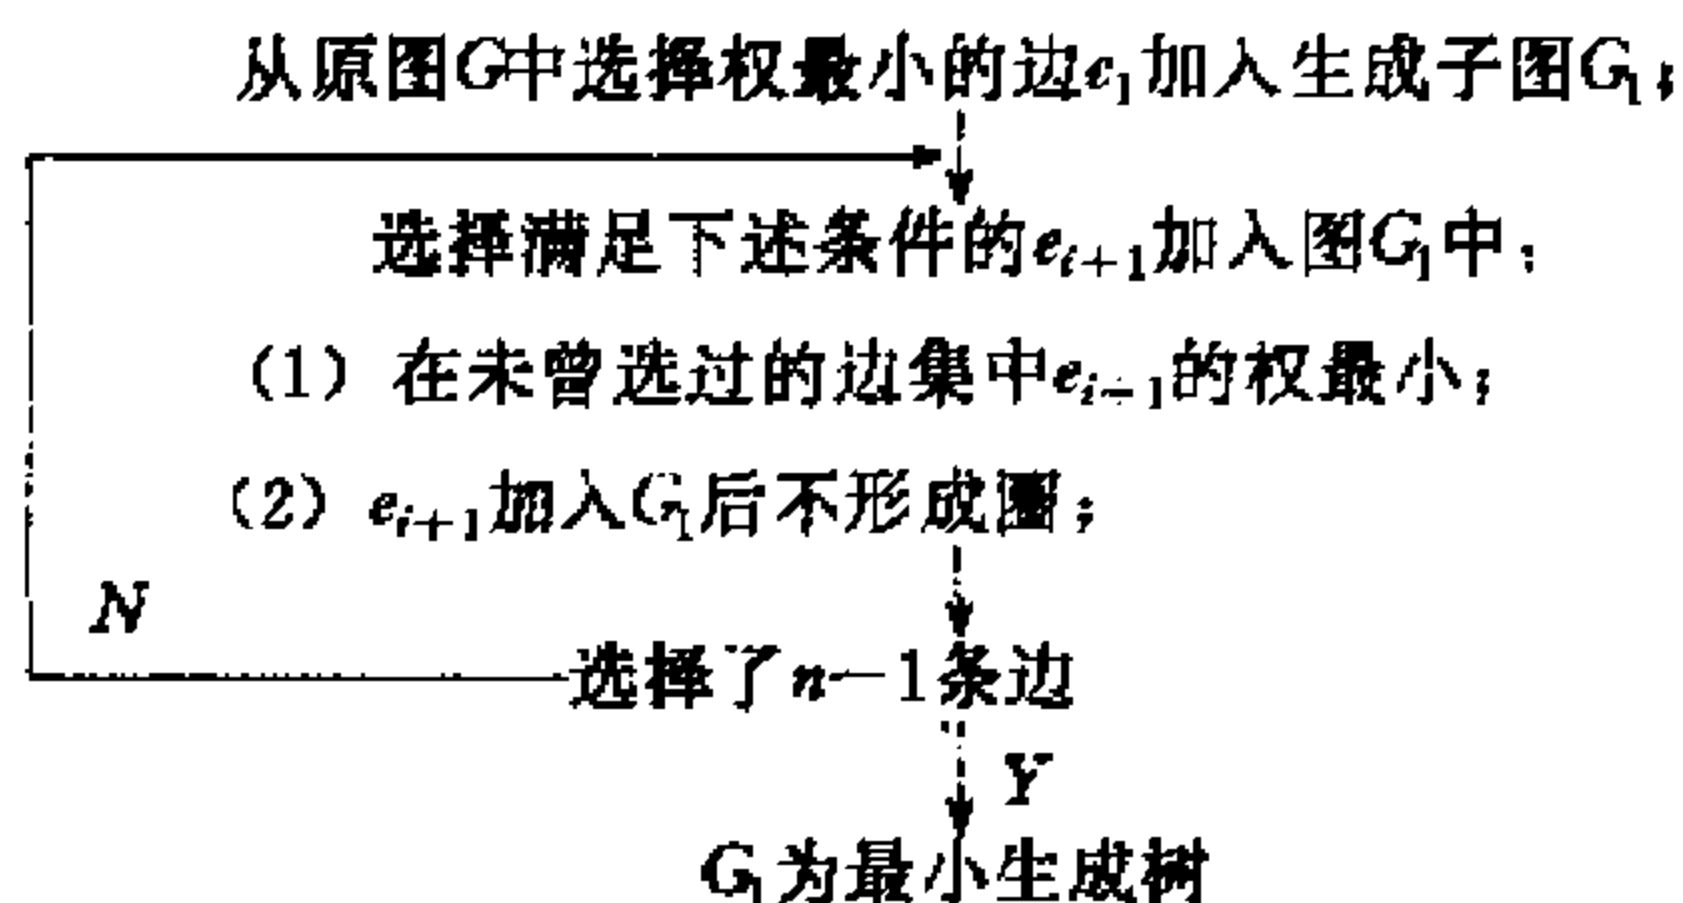 从原图G中选择权最小的边e₁加入生成子图G₁；
选择满足下述条件的eᵢ₊₁加入图G₁中：
（1）在未曾选过的边集中eᵢ₊₁的权最小；
（2）eᵢ₊₁加入G₁后不形成圈；
N
选择了n－1条边
Y
G₁为最小生成树